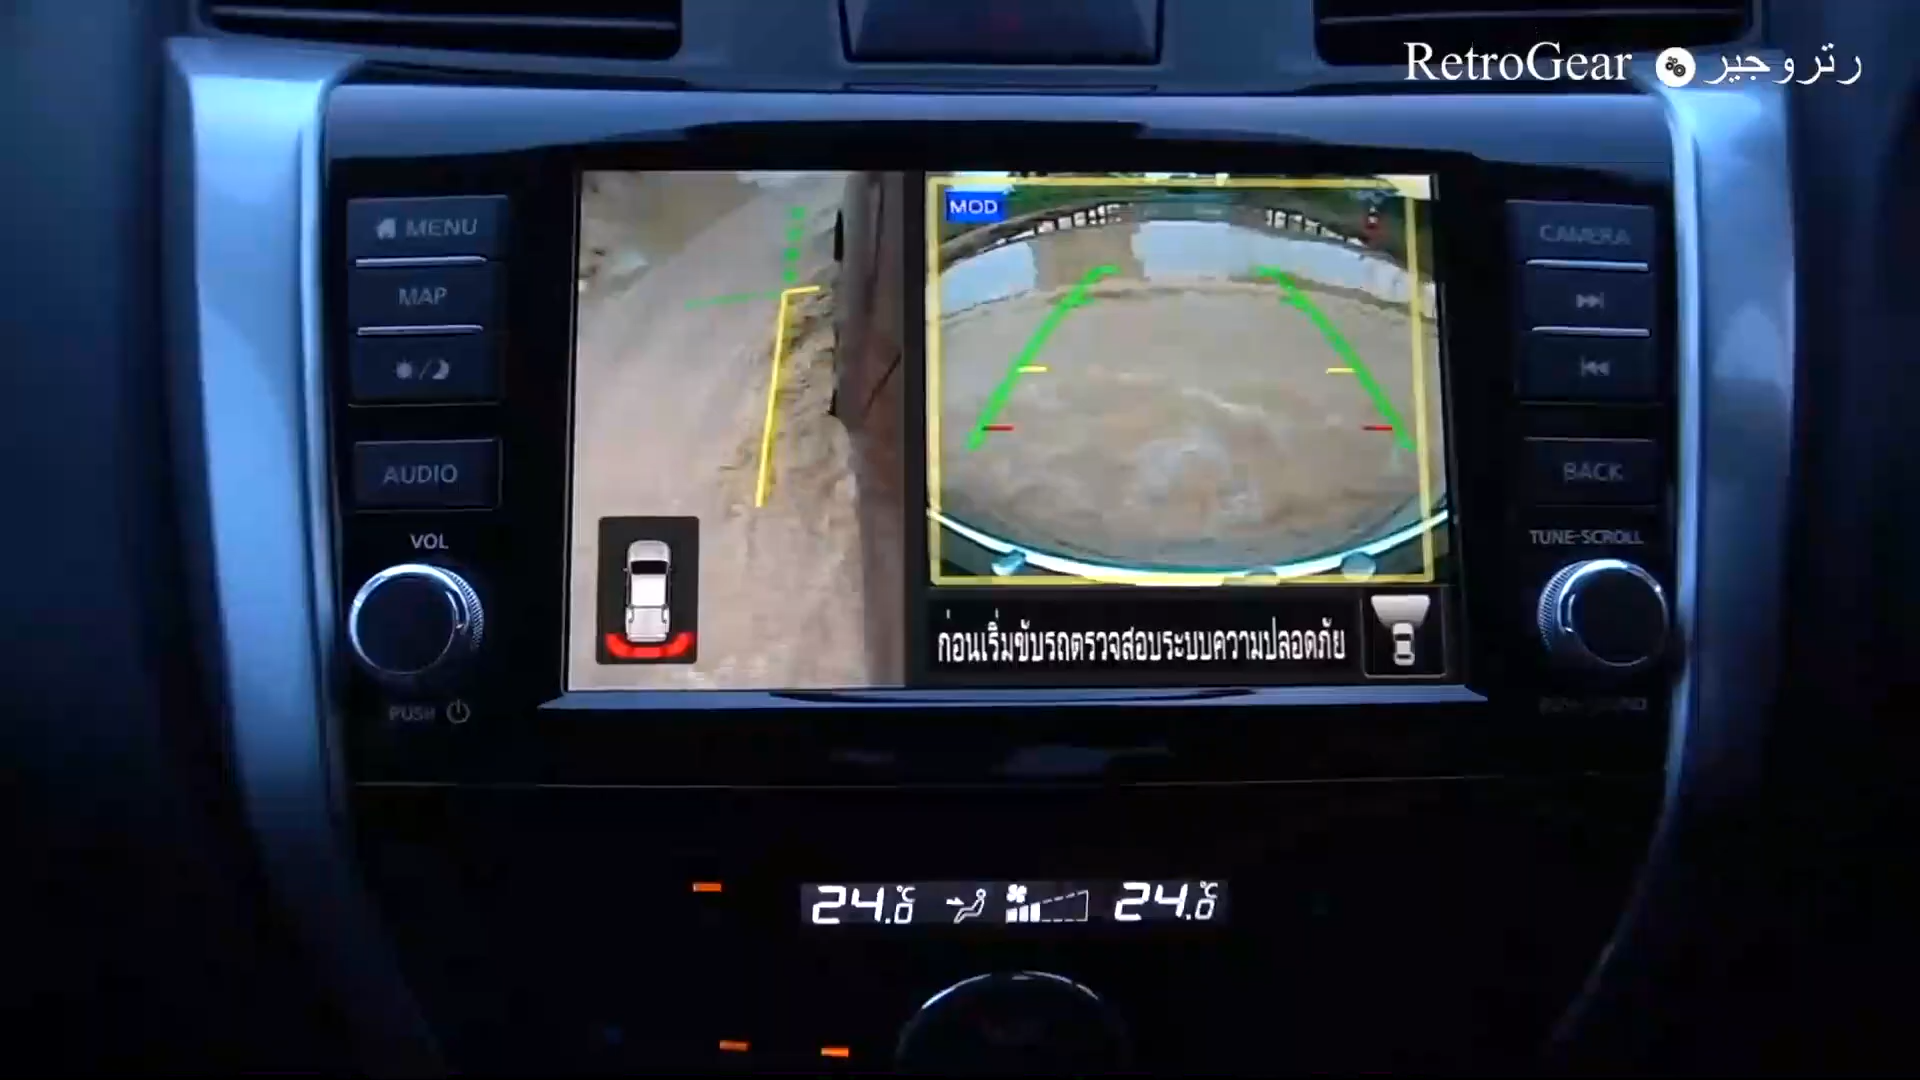 RetroGear رتروجير
MENU
MAP
AUDIO
VOL
PUSH
MOD
ก่อนเริ่มขับรถตรวจสอบระบบความปลอดภัย
CAMERA
BACK
TUNE-SCROLL
24.0°C
24.0°C